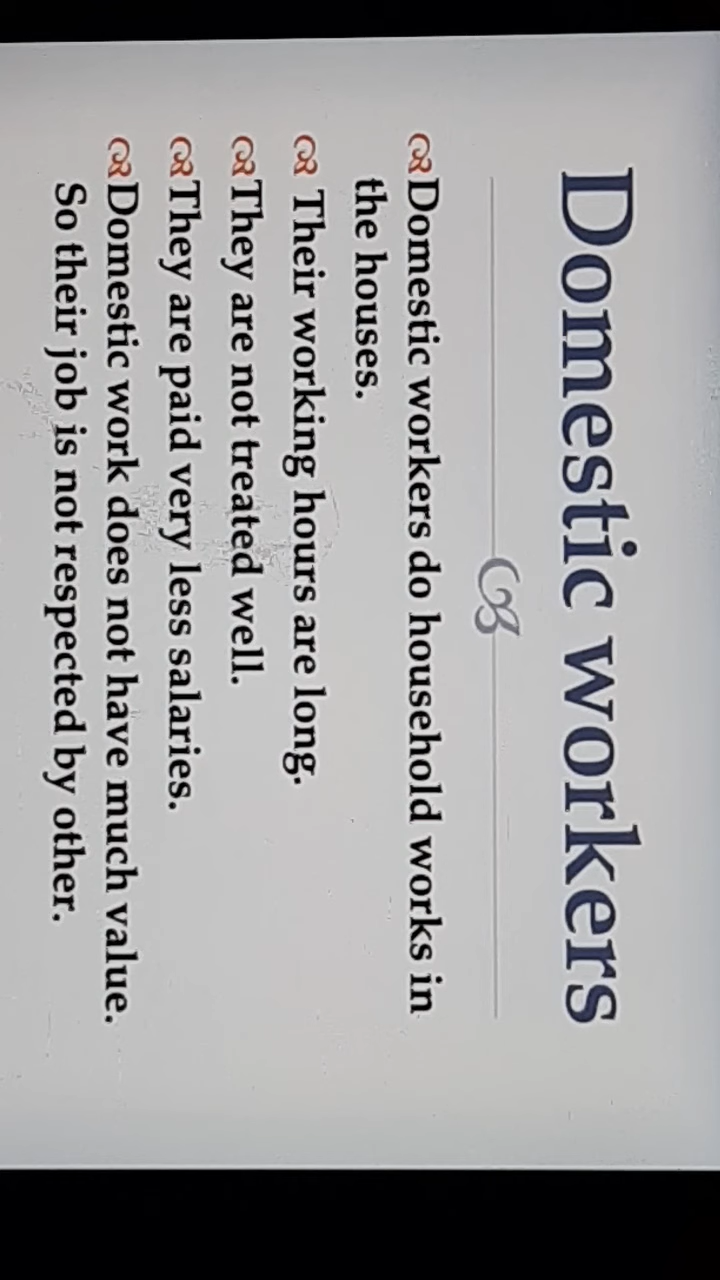 Domestic workers
Domestic workers do household works in
the houses.
Their working hours are long.
They are not treated well.
They are paid very less salaries.
Domestic work does not have much value.
So their job is not respected by other.